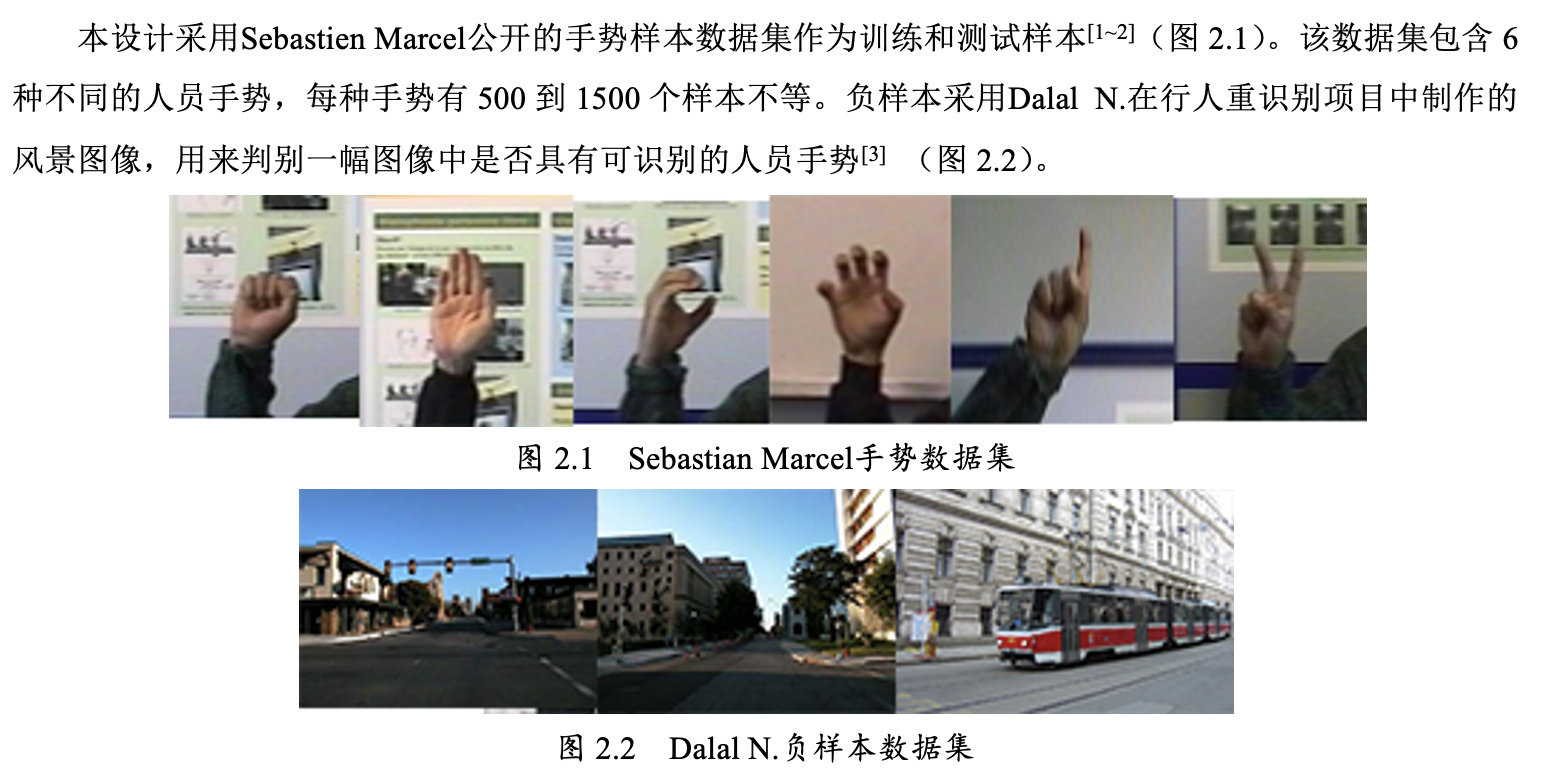 本设计采用Sebastien Marcel公开的手势样本数据集作为训练和测试样本[1~2]（图 2.1）。该数据集包含 6
种不同的人员手势，每种手势有 500 到 1500 个样本不等。负样本采用Dalal N.在行人重识别项目中制作的
风景图像，用来判别一幅图像中是否具有可识别的人员手势[3] （图 2.2）。
图 2.1 Sebastian Marcel手势数据集
图 2.2 Dalal N.负样本数据集